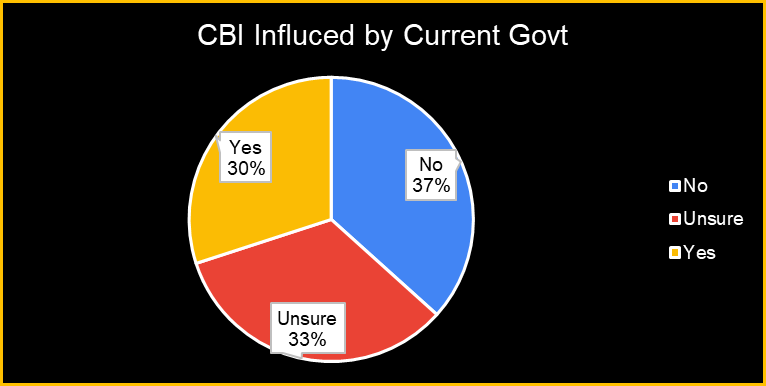 CBI Influced by Current Govt
Yes
30%
No
37%
Unsure
33%
No
Unsure
Yes